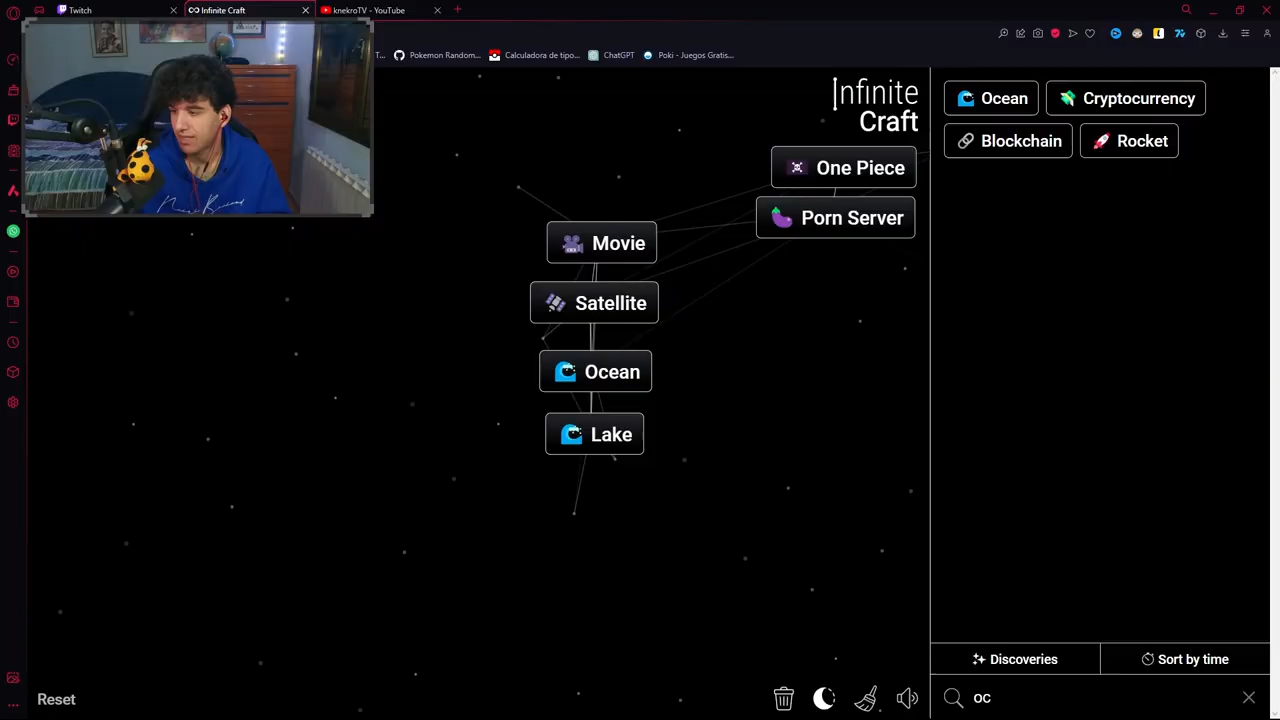 Twitch
Infinite Craft
knekroTV - YouTube
T...
Pokemon Random...
Calculadora de tipo...
ChatGPT
Poki - Juegos Gratis...
Infinite
Craft
Ocean
Cryptocurrency
Blockchain
Rocket
One Piece
Porn Server
Movie
Satellite
Ocean
Lake
Discoveries
Sort by time
Reset
oc